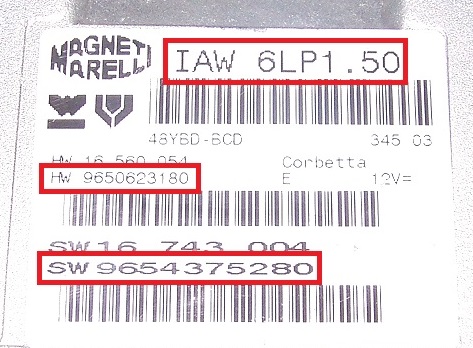 MAGNETI
MARELLI
IAW 6LP1.50
48YBD-BCD 345 03
HW 16 560 054 Corbetta
HW 9650623180 E 12V=
SW 16 743 004
SW 9654375280